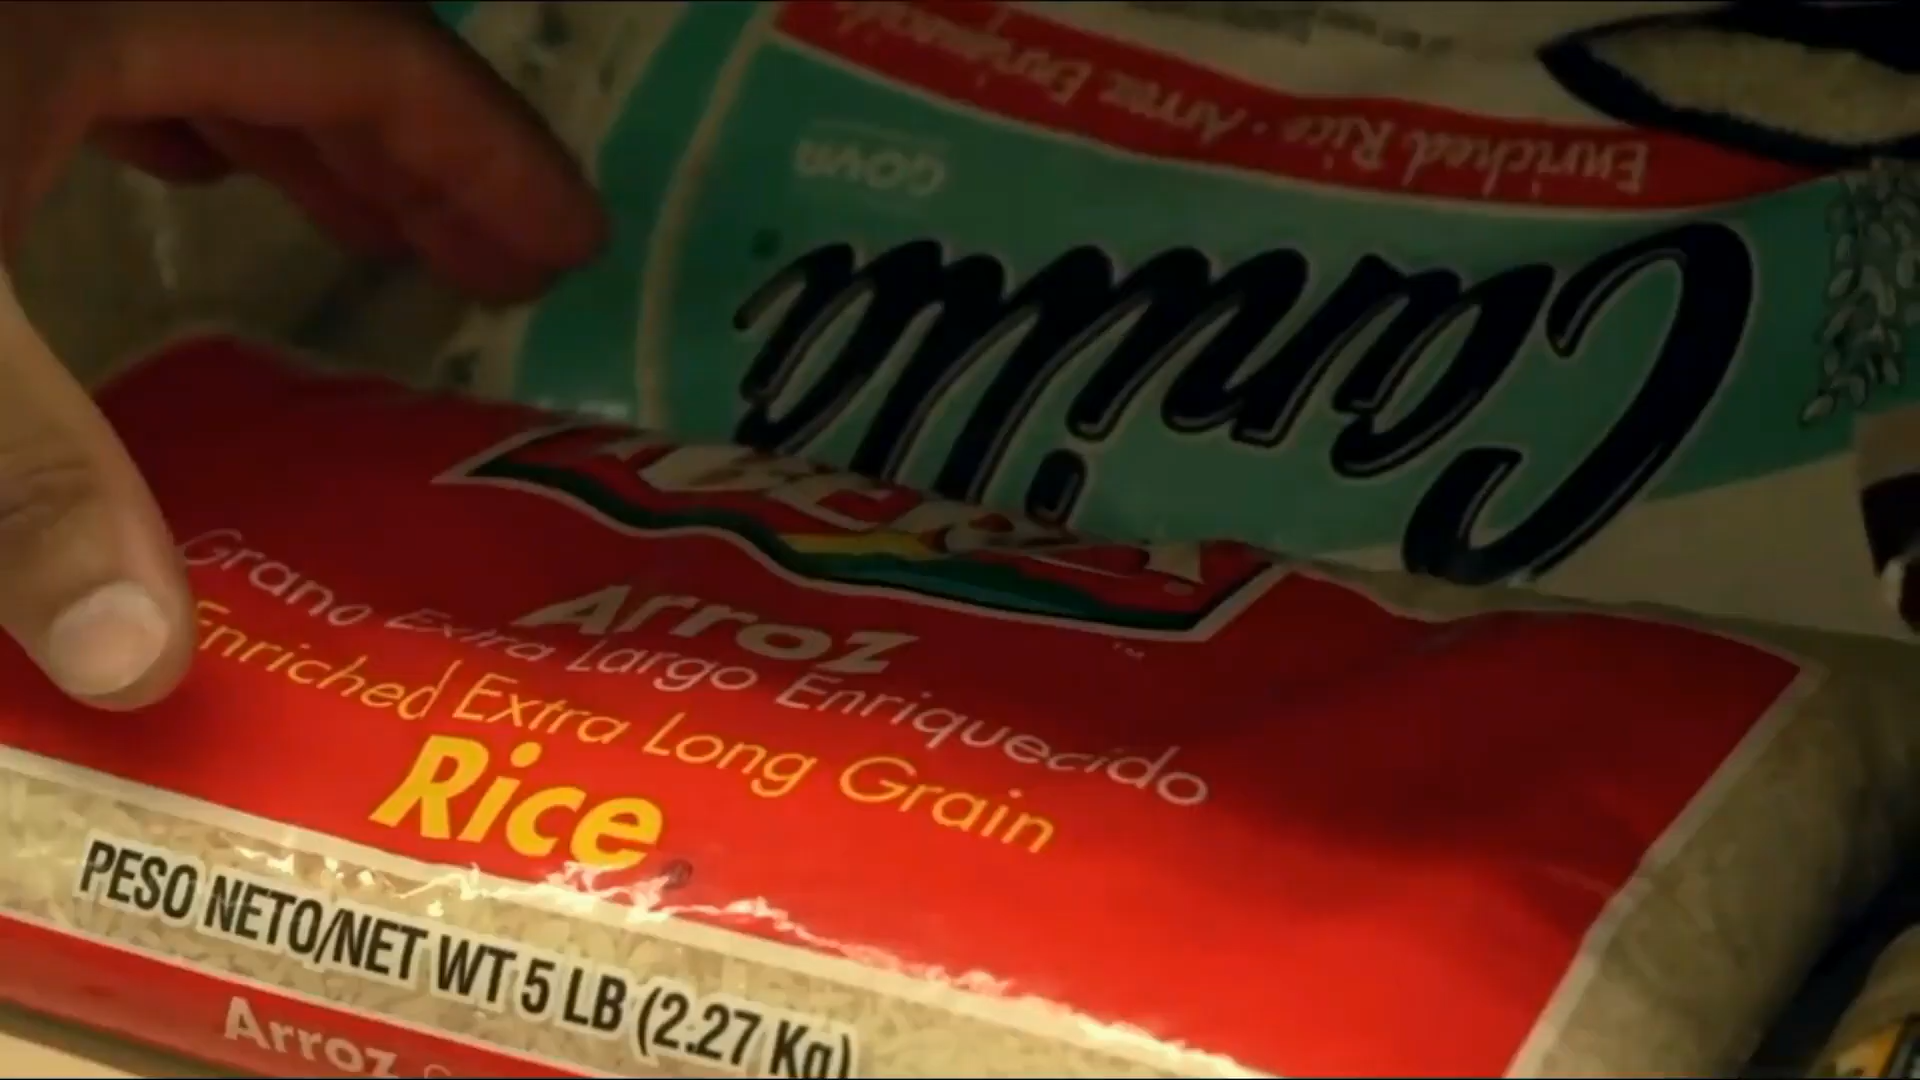 Enriched Rice • Arroz Enriquecido
GOYA
Canilla
Arroz
Grano Extra Largo Enriquecido
Enriched Extra Long Grain
Rice
PESO NETO/NET WT 5 LB (2.27 Kg)
Arroz